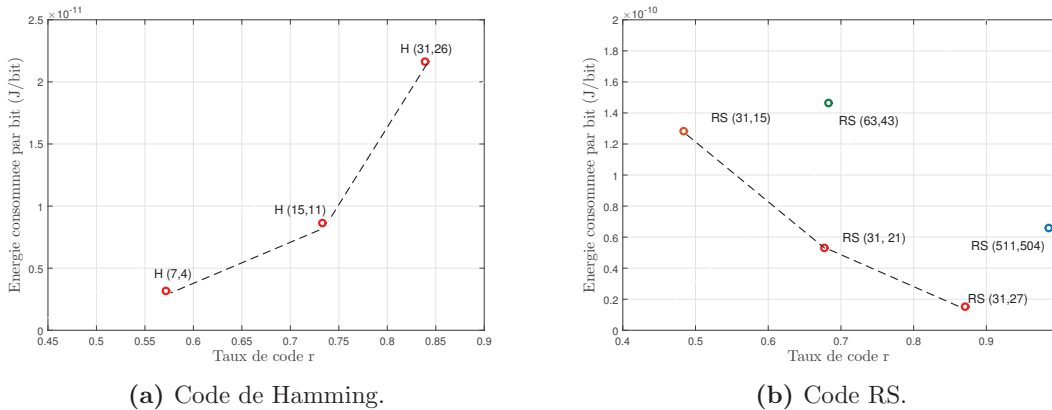 ×10⁻¹¹
2.5
2
1.5
1
0.5
0
0.45 0.5 0.55 0.6 0.65 0.7 0.75 0.8 0.85 0.9
Energie consommee par bit (J/bit)
Taux de code r
H (7,4)
H (15,11)
H (31,26)
(a) Code de Hamming.
×10⁻¹⁰
2
1.8
1.6
1.4
1.2
1
0.8
0.6
0.4
0.2
0
0.4 0.5 0.6 0.7 0.8 0.9
Energie consommee par bit (J/bit)
Taux de code r
RS (31,15)
RS (63,43)
RS (31, 21)
RS (511,504)
RS (31,27)
(b) Code RS.